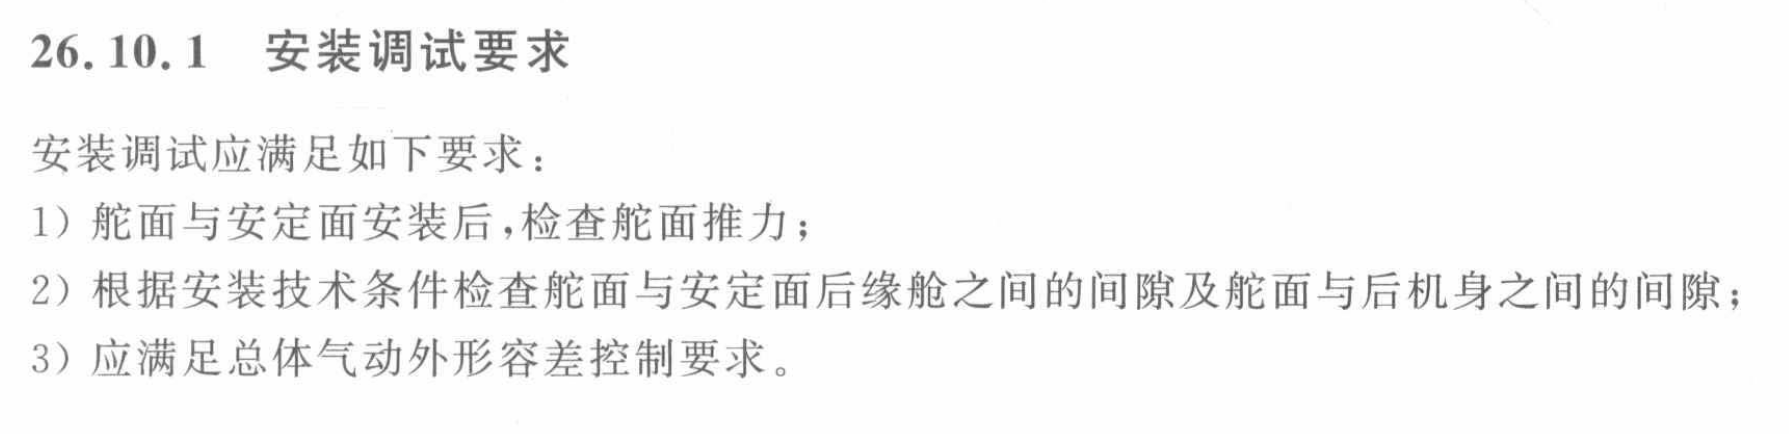 26.10.1 安装调试要求
安装调试应满足如下要求：
1）舵面与安定面安装后，检查舵面推力；
2）根据安装技术条件检查舵面与安定面后缘舱之间的间隙及舵面与后机身之间的间隙；
3）应满足总体气动外形容差控制要求。